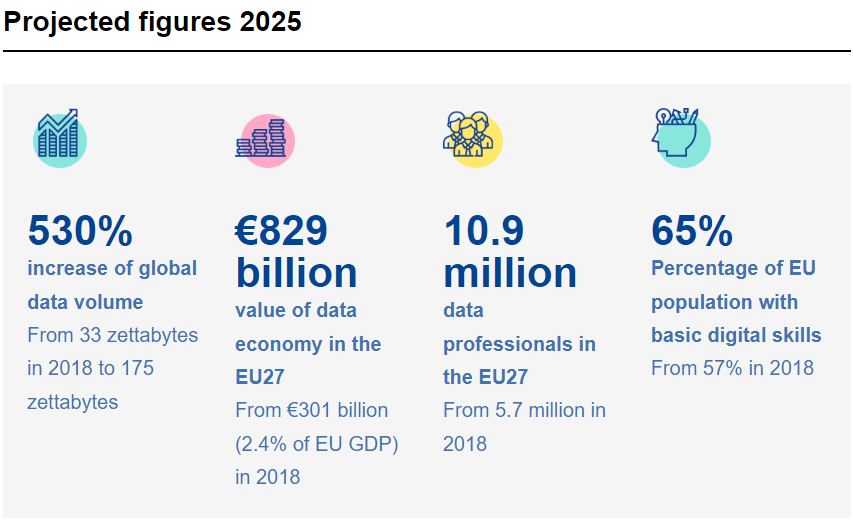 Projected figures 2025
530%
increase of global
data volume
From 33 zettabytes
in 2018 to 175
zettabytes
€829
billion
value of data
economy in the
EU27
From €301 billion
(2.4% of EU GDP)
in 2018
10.9
million
data
professionals in
the EU27
From 5.7 million in
2018
65%
Percentage of EU
population with
basic digital skills
From 57% in 2018